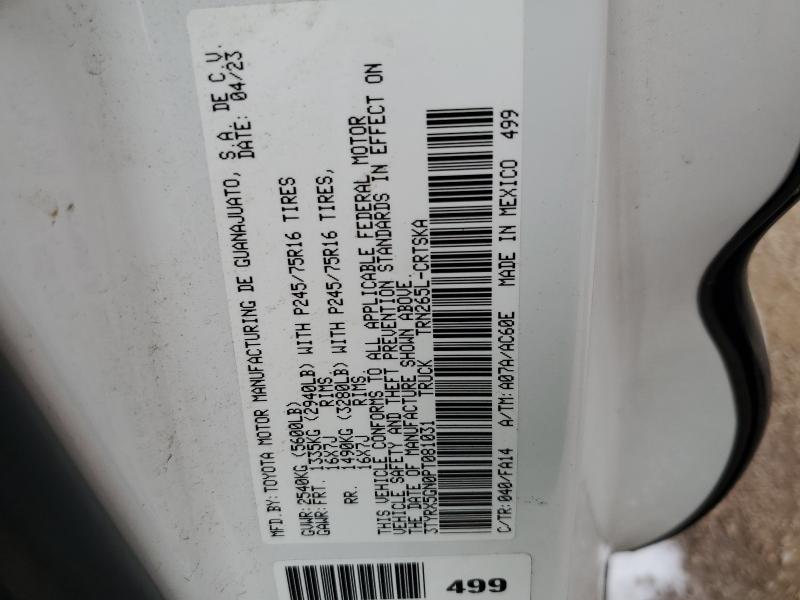 MFD.BY:TOYOTA MOTOR MANUFACTURING DE GUANAJUATO, S.A. DE C.V.
DATE: 04/23
GVWR:2540KG (5600LB)
GAWR:FRT. 1335KG (2940LB) WITH P245/75R16 TIRES
16X7J RIMS,
RR. 1490KG (3280LB) WITH P245/75R16 TIRES,
16X7J RIMS.
THIS VEHICLE CONFORMS TO ALL APPLICABLE FEDERAL MOTOR
VEHICLE SAFETY AND THEFT PREVENTION STANDARDS IN EFFECT ON
THE DATE OF MANUFACTURE SHOWN ABOVE.
3TYRX5GN0PT081031 TRUCK TRN265L-CRTSKA
C/TR:040/FA14 A/TM:A07A/AC60E MADE IN MEXICO 499
499